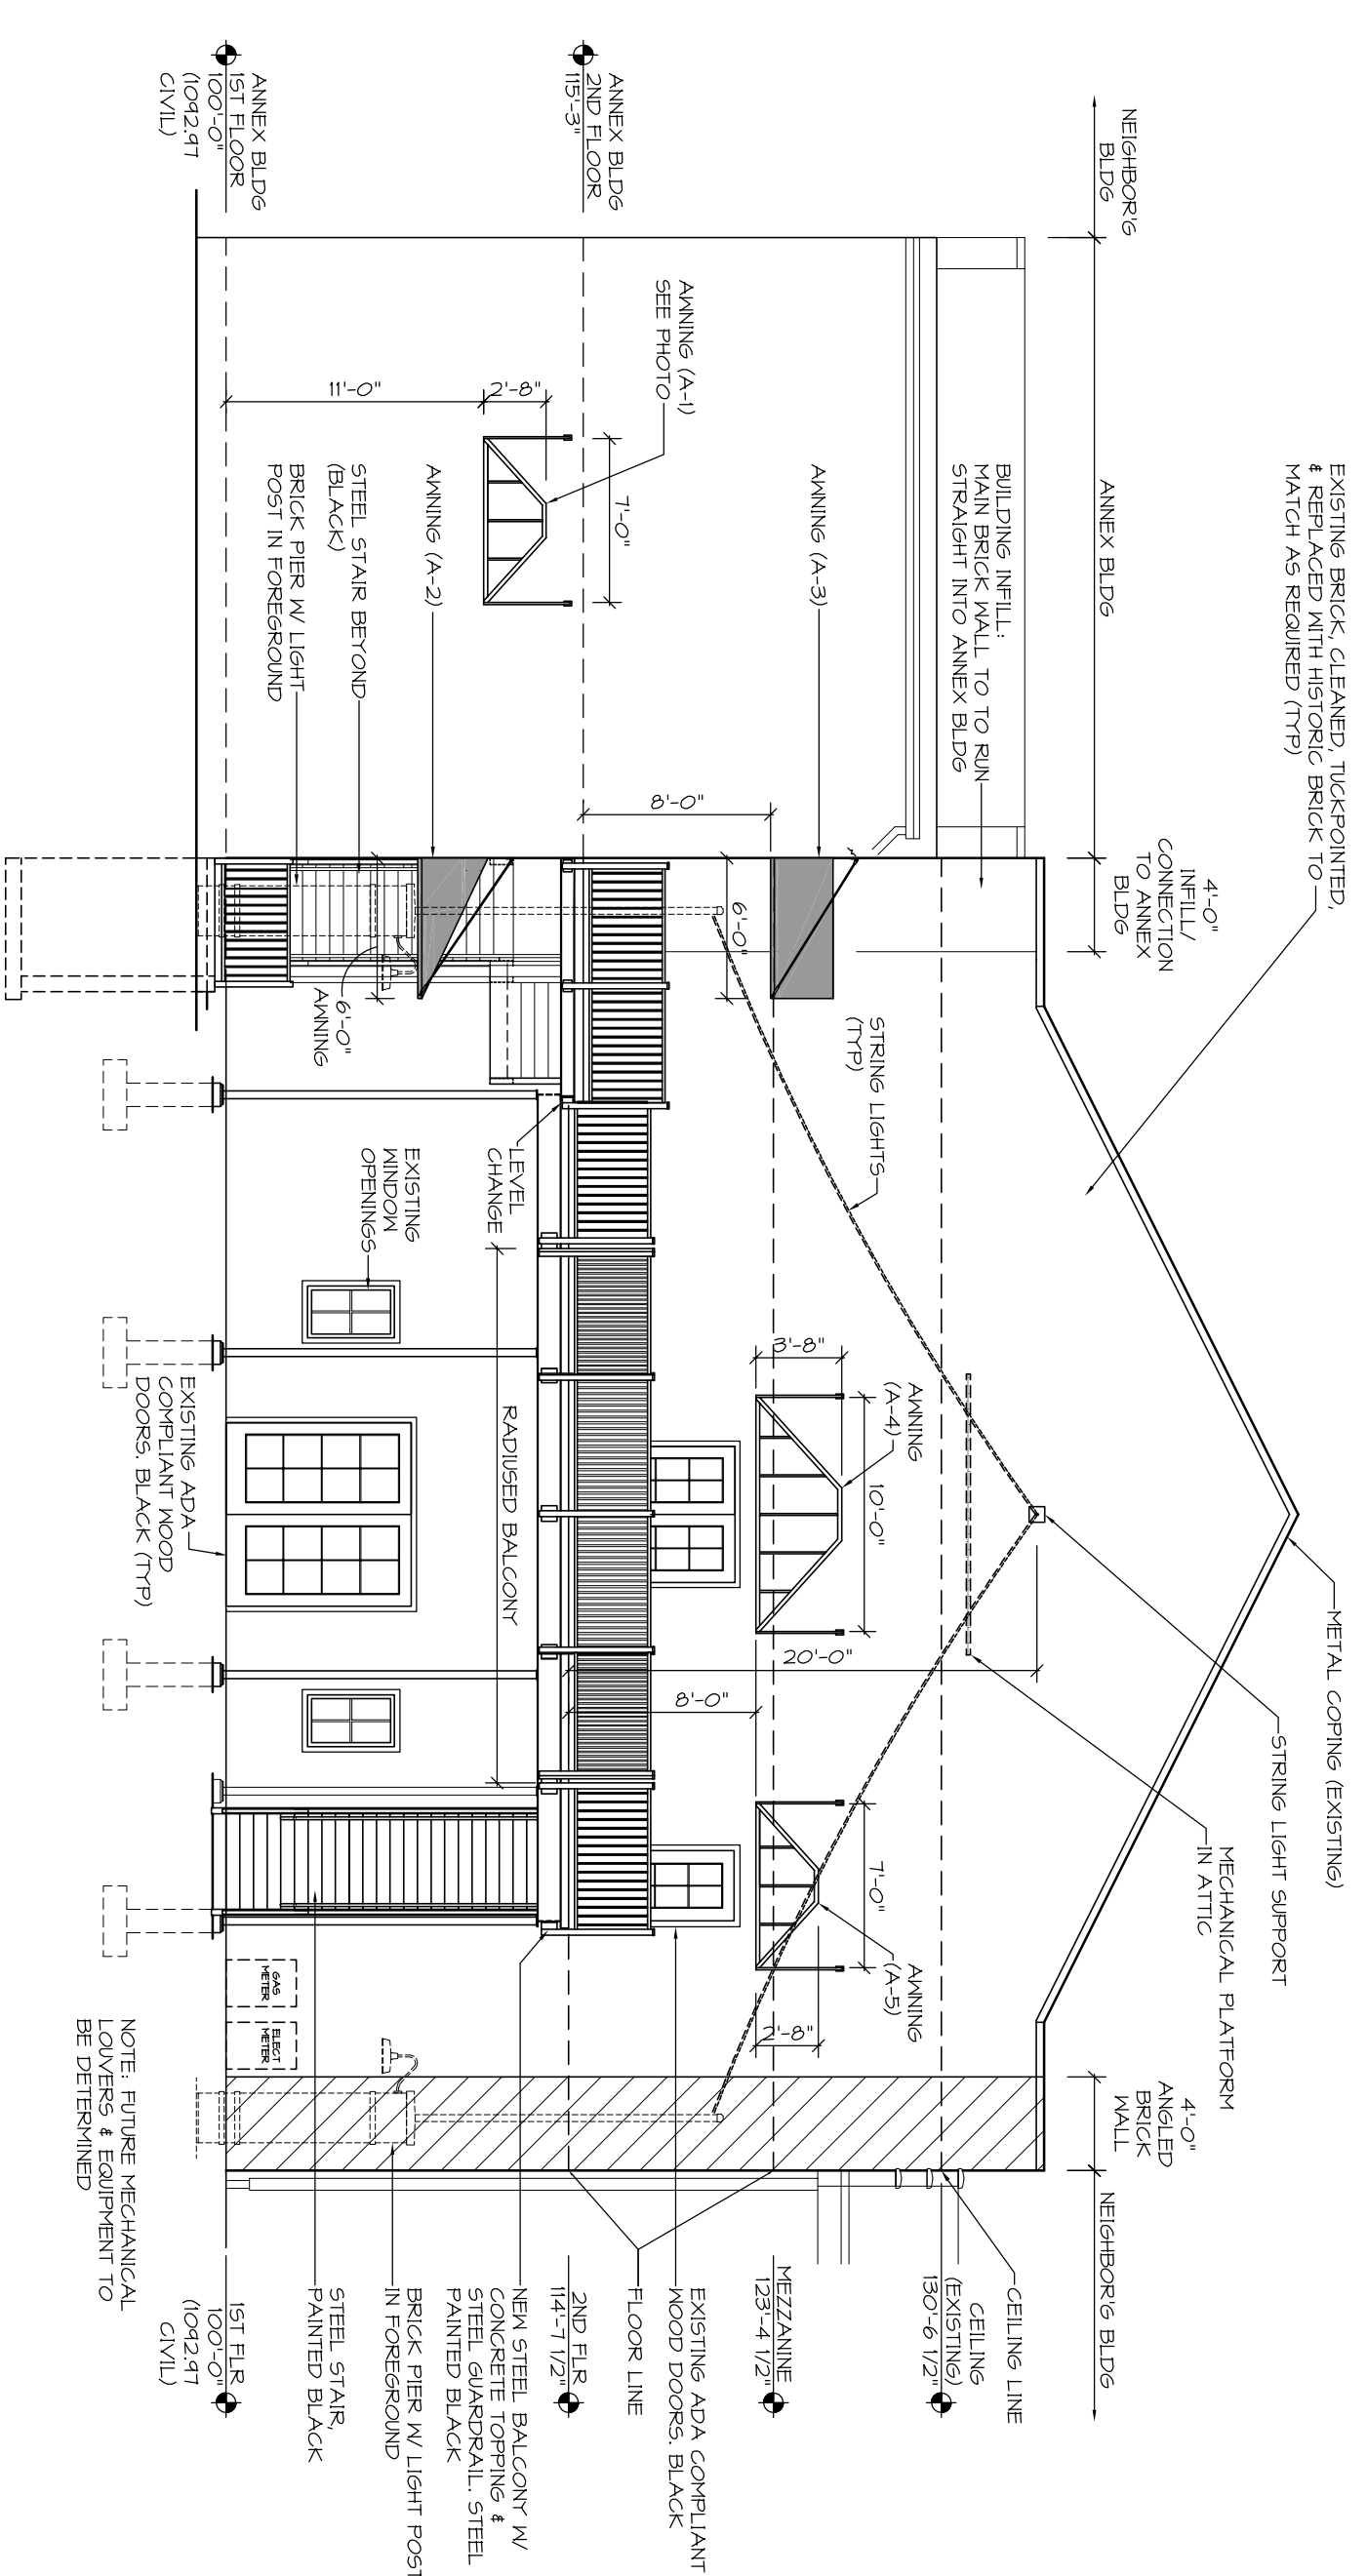 EXISTING BRICK, CLEANED, TUCKPOINTED,
& REPLACED WITH HISTORIC BRICK TO
MATCH AS REQUIRED (TYP)
METAL COPING (EXISTING)
STRING LIGHT SUPPORT
MECHANICAL PLATFORM
IN ATTIC
NEIGHBOR'S
BLDG
ANNEX BLDG
4'-0"
INFILL/
CONNECTION
TO ANNEX
BLDG
4'-0"
ANGLED
BRICK
WALL
NEIGHBOR'S BLDG
BUILDING INFILL:
MAIN BRICK WALL TO TO RUN
STRAIGHT INTO ANNEX BLDG
AWNING (A-3)
STRING LIGHTS
(TYP)
AWNING
(A-4)
3'-8"
10'-0"
20'-0"
8'-0"
AWNING
(A-5)
7'-0"
2'-8"
CEILING LINE
CEILING
(EXISTING)
130'-6 1/2"
MEZZANINE
123'-4 1/2"
8'-0"
6'-0"
AWNING (A-1)
SEE PHOTO
ANNEX BLDG
2ND FLOOR
115'-3"
7'-0"
2'-8"
11'-0"
AWNING (A-2)
STEEL STAIR BEYOND
(BLACK)
BRICK PIER W/ LIGHT
POST IN FOREGROUND
6'-0"
AWNING
LEVEL
CHANGE
EXISTING
WINDOW
OPENINGS
RADIUSED BALCONY
EXISTING ADA
COMPLIANT WOOD
DOORS. BLACK (TYP)
GAS
METER
ELECT
METER
NOTE: FUTURE MECHANICAL
LOUVERS & EQUIPMENT TO
BE DETERMINED
EXISTING ADA COMPLIANT
WOOD DOORS. BLACK
FLOOR LINE
2ND FLR
114'-7 1/2"
NEW STEEL BALCONY W/
CONCRETE TOPPING &
STEEL GUARDRAIL. STEEL
PAINTED BLACK
BRICK PIER W/ LIGHT POST
IN FOREGROUND
STEEL STAIR,
PAINTED BLACK
1ST FLR
100'-0"
(1092.97
CIVIL)
ANNEX BLDG
1ST FLOOR
100'-0"
(1092.97
CIVIL)